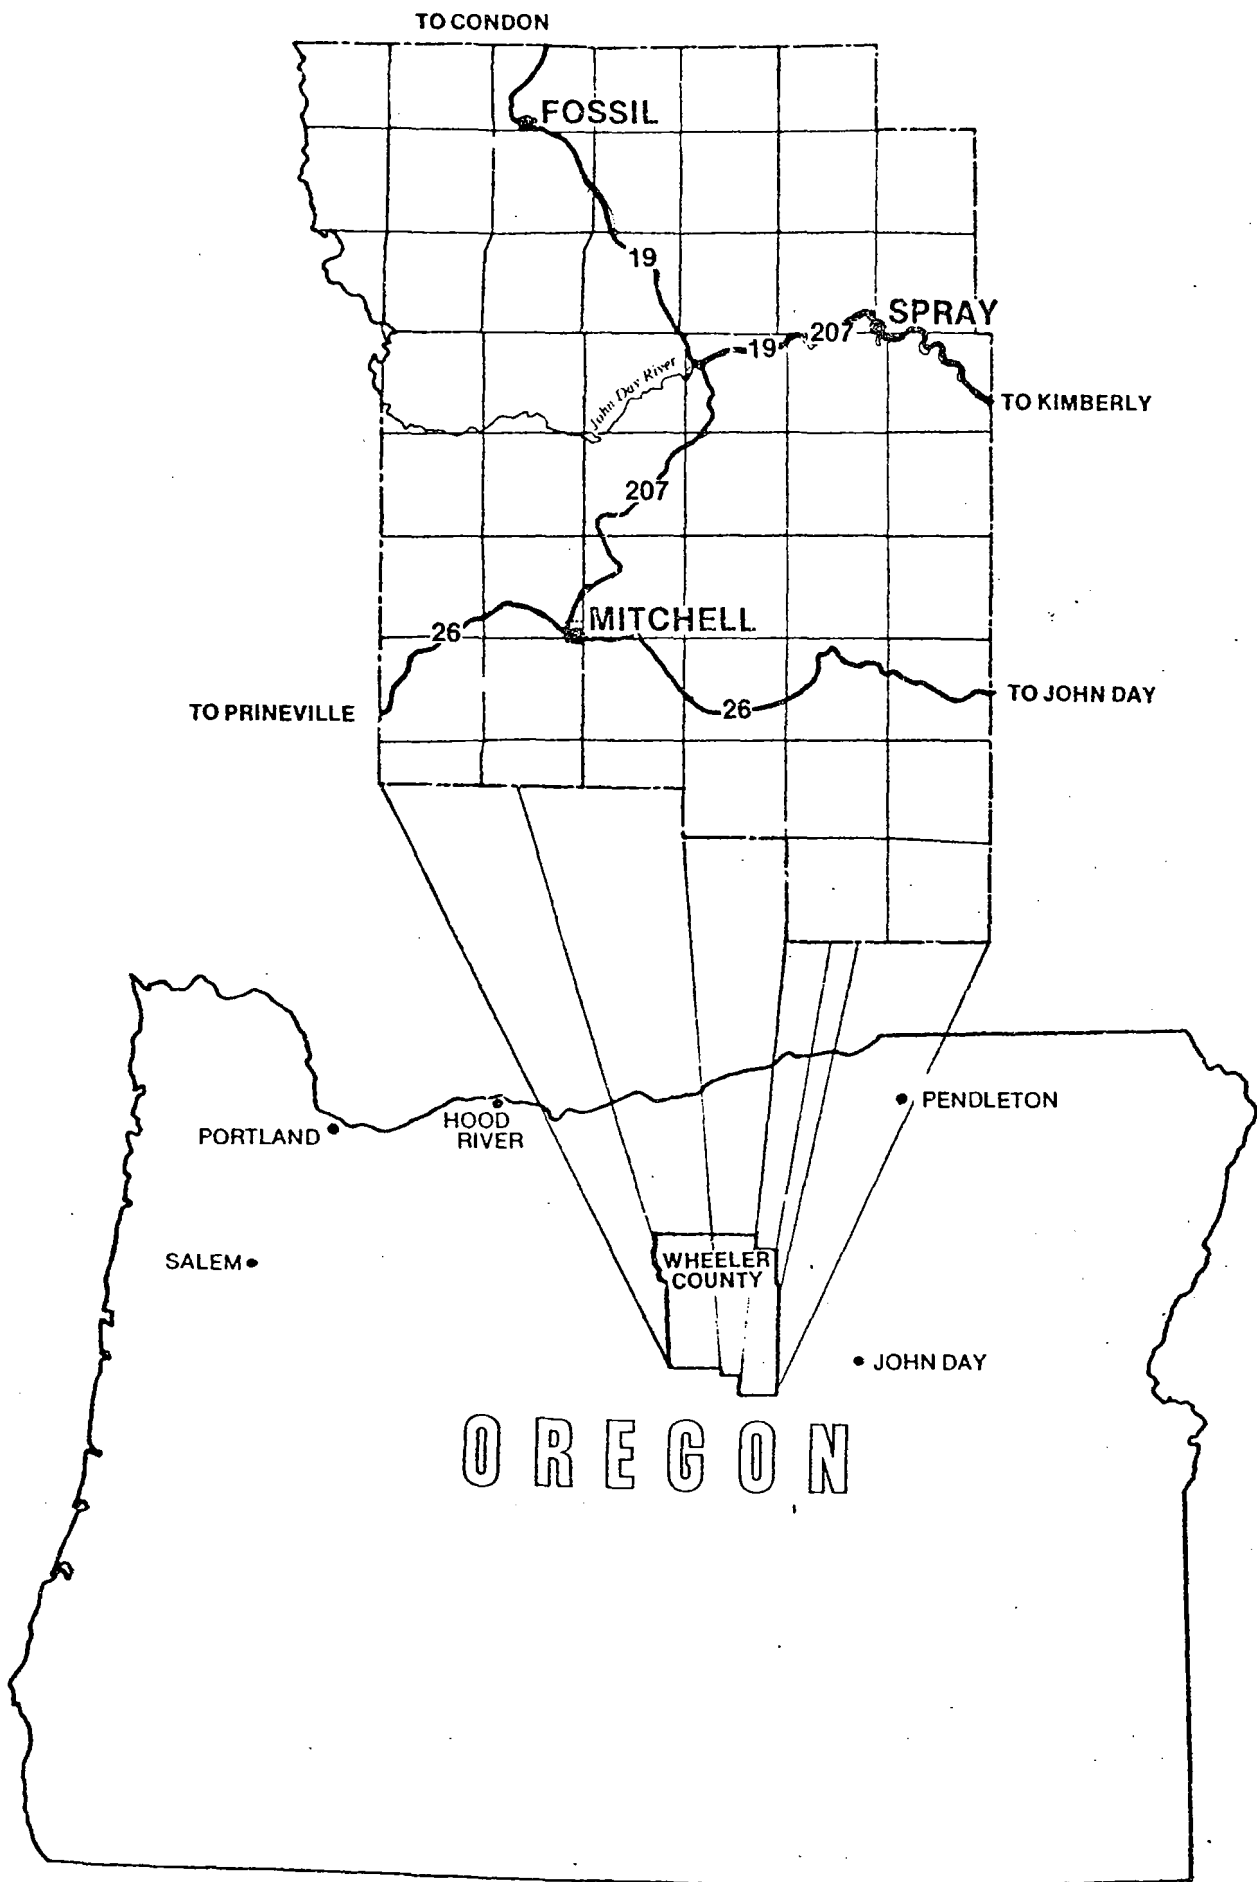 TO CONDON
FOSSIL
19
SPRAY
207
19
John Day River
TO KIMBERLY
207
MITCHELL
26
TO JOHN DAY
26
TO PRINEVILLE
PENDLETON
HOOD
RIVER
PORTLAND
WHEELER
COUNTY
SALEM
JOHN DAY
OREGON